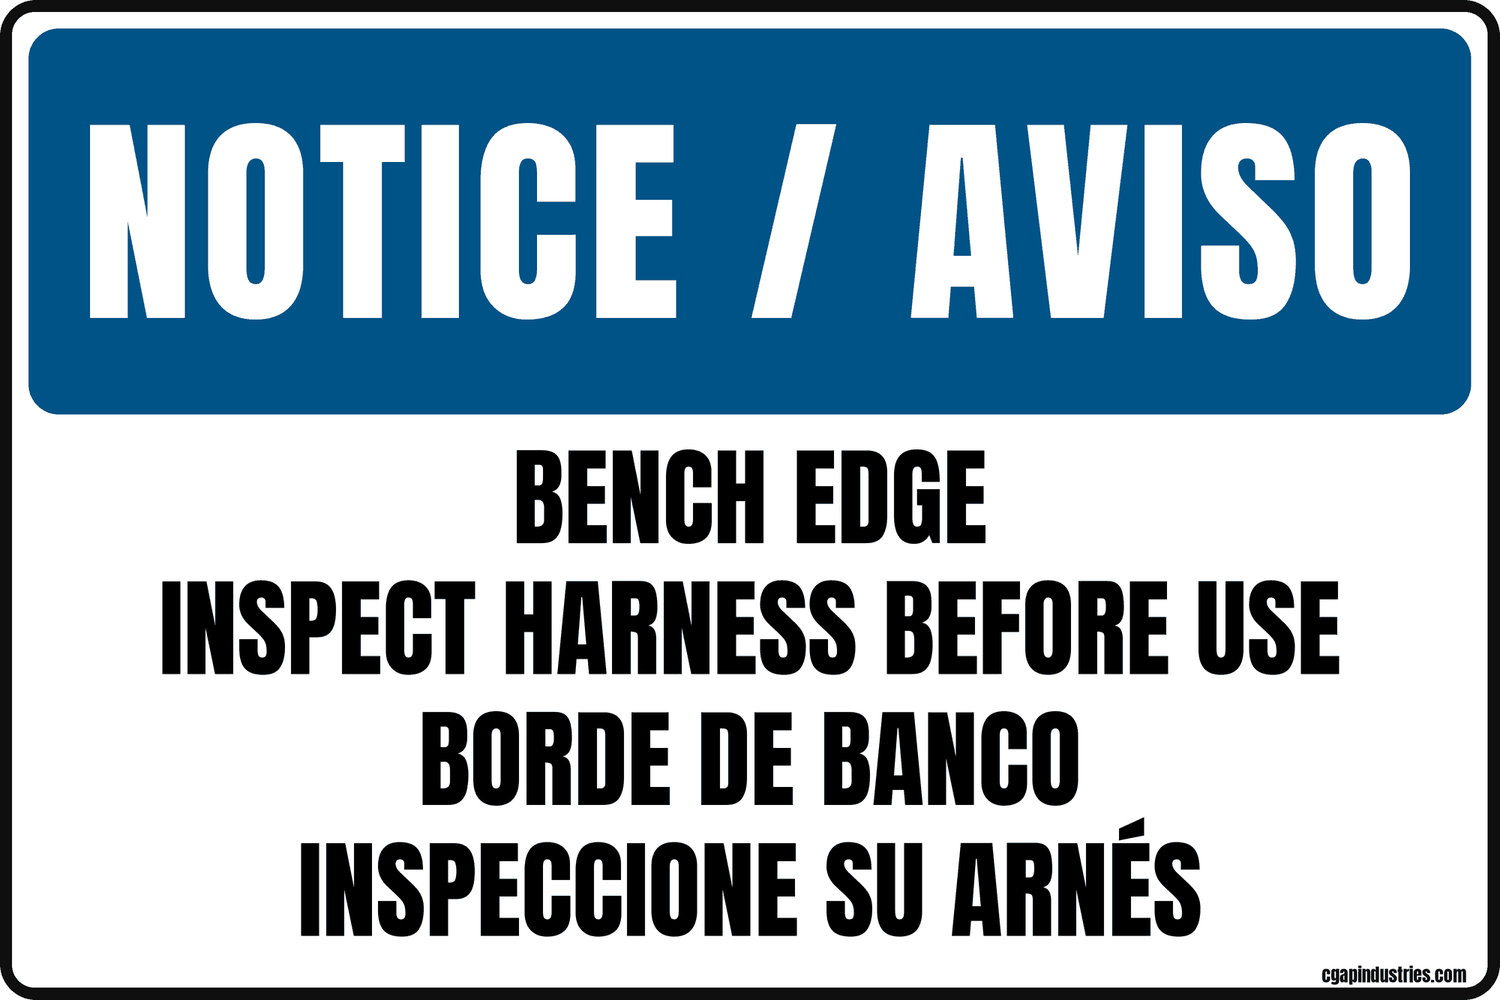 NOTICE / AVISO
BENCH EDGE
INSPECT HARNESS BEFORE USE
BORDE DE BANCO
INSPECCIONE SU ARNÉS
cgapindustries.com